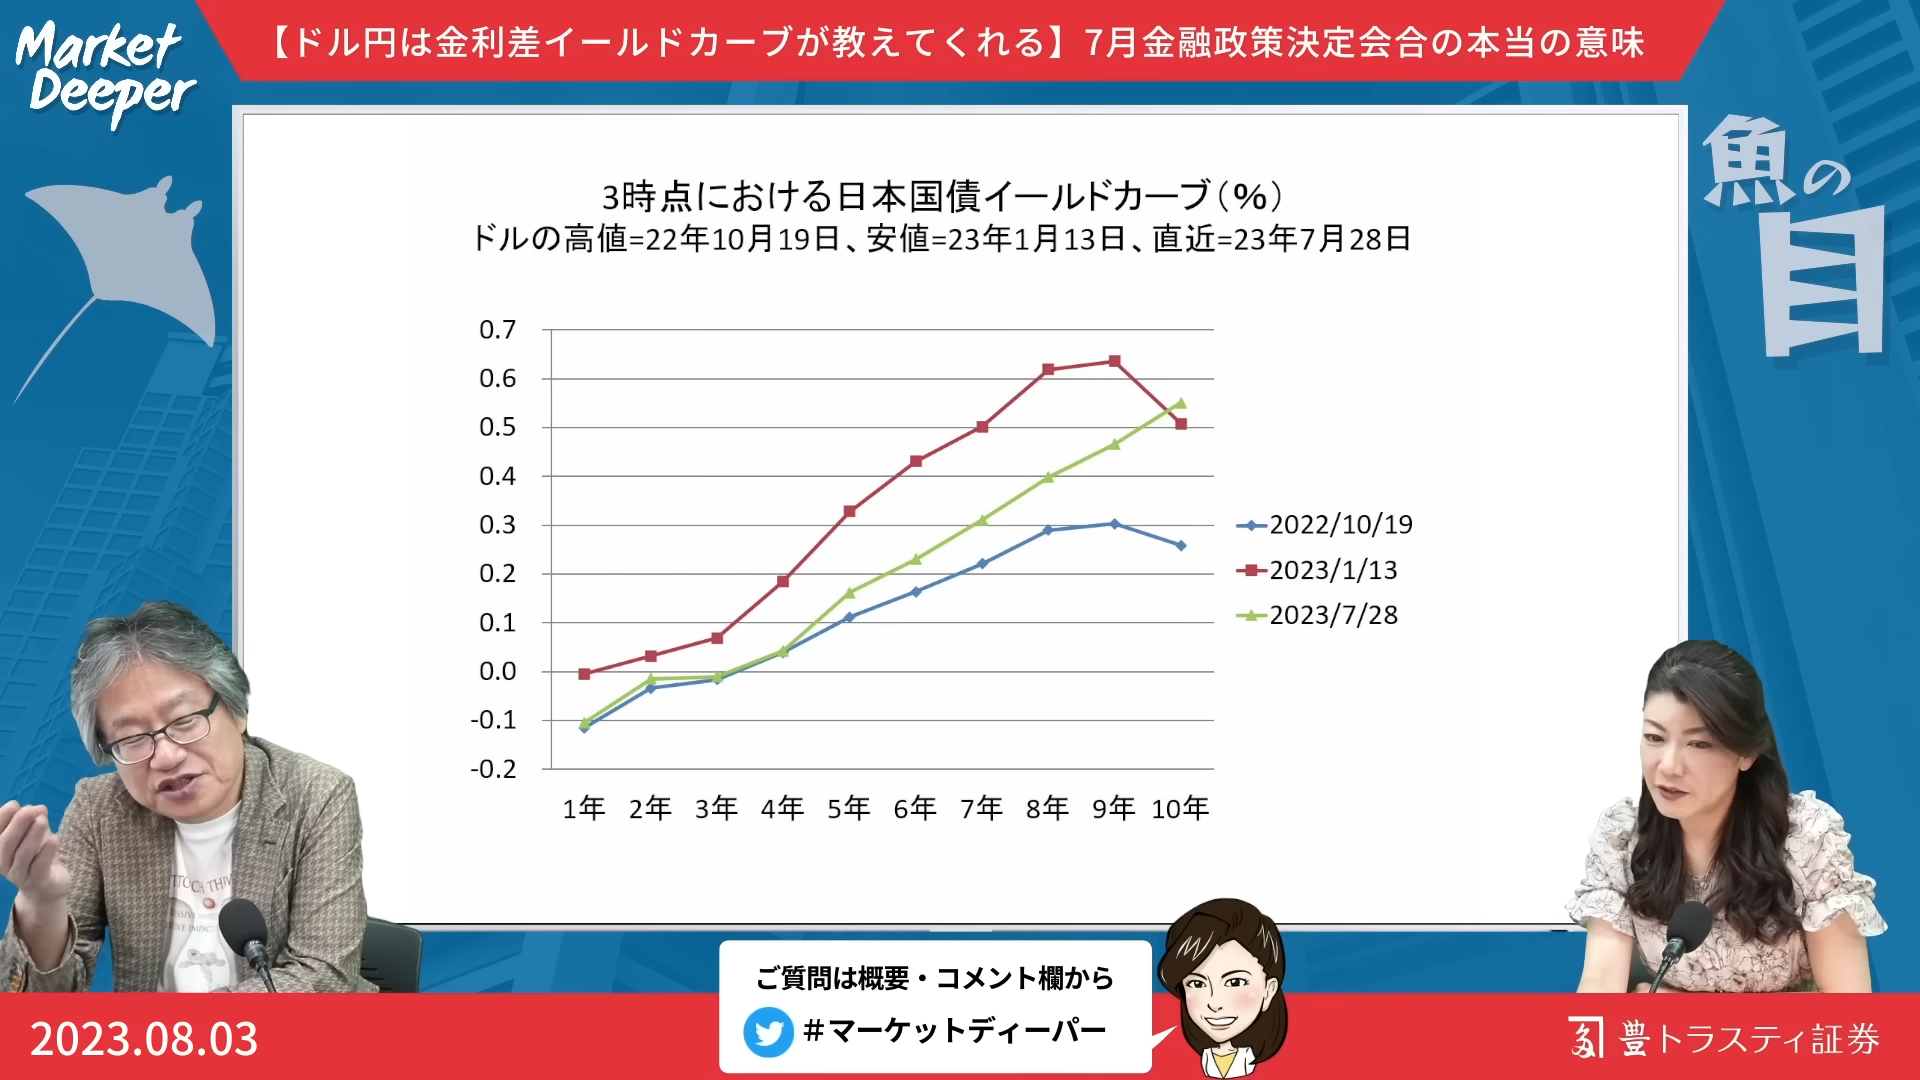 Market
Deeper
【ドル円は金利差イールドカーブが教えてくれる】7月金融政策決定会合の本当の意味
魚の
目
3時点における日本国債イールドカーブ（%）
ドルの高値=22年10月19日、安値=23年1月13日、直近=23年7月28日
0.7
0.6
0.5
0.4
0.3
0.2
0.1
0.0
-0.1
-0.2
1年 2年 3年 4年 5年 6年 7年 8年 9年 10年
2022/10/19
2023/1/13
2023/7/28
ご質問は概要・コメント欄から
#マーケットディーパー
2023.08.03
豊トラスティ証券